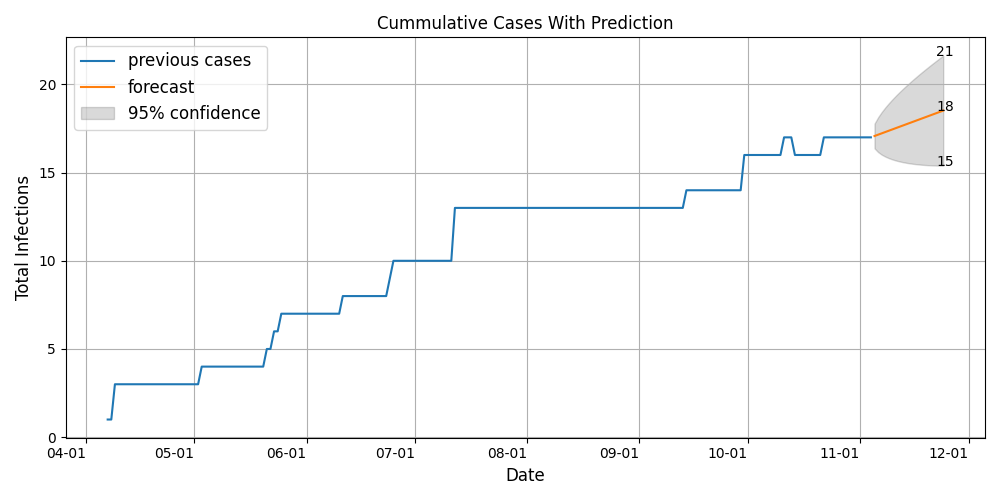 Cummulative Cases With Prediction
previous cases
forecast
95% confidence
21
18
15
Total Infections
20
15
10
5
0
04-01
05-01
06-01
07-01
08-01
09-01
10-01
11-01
12-01
Date